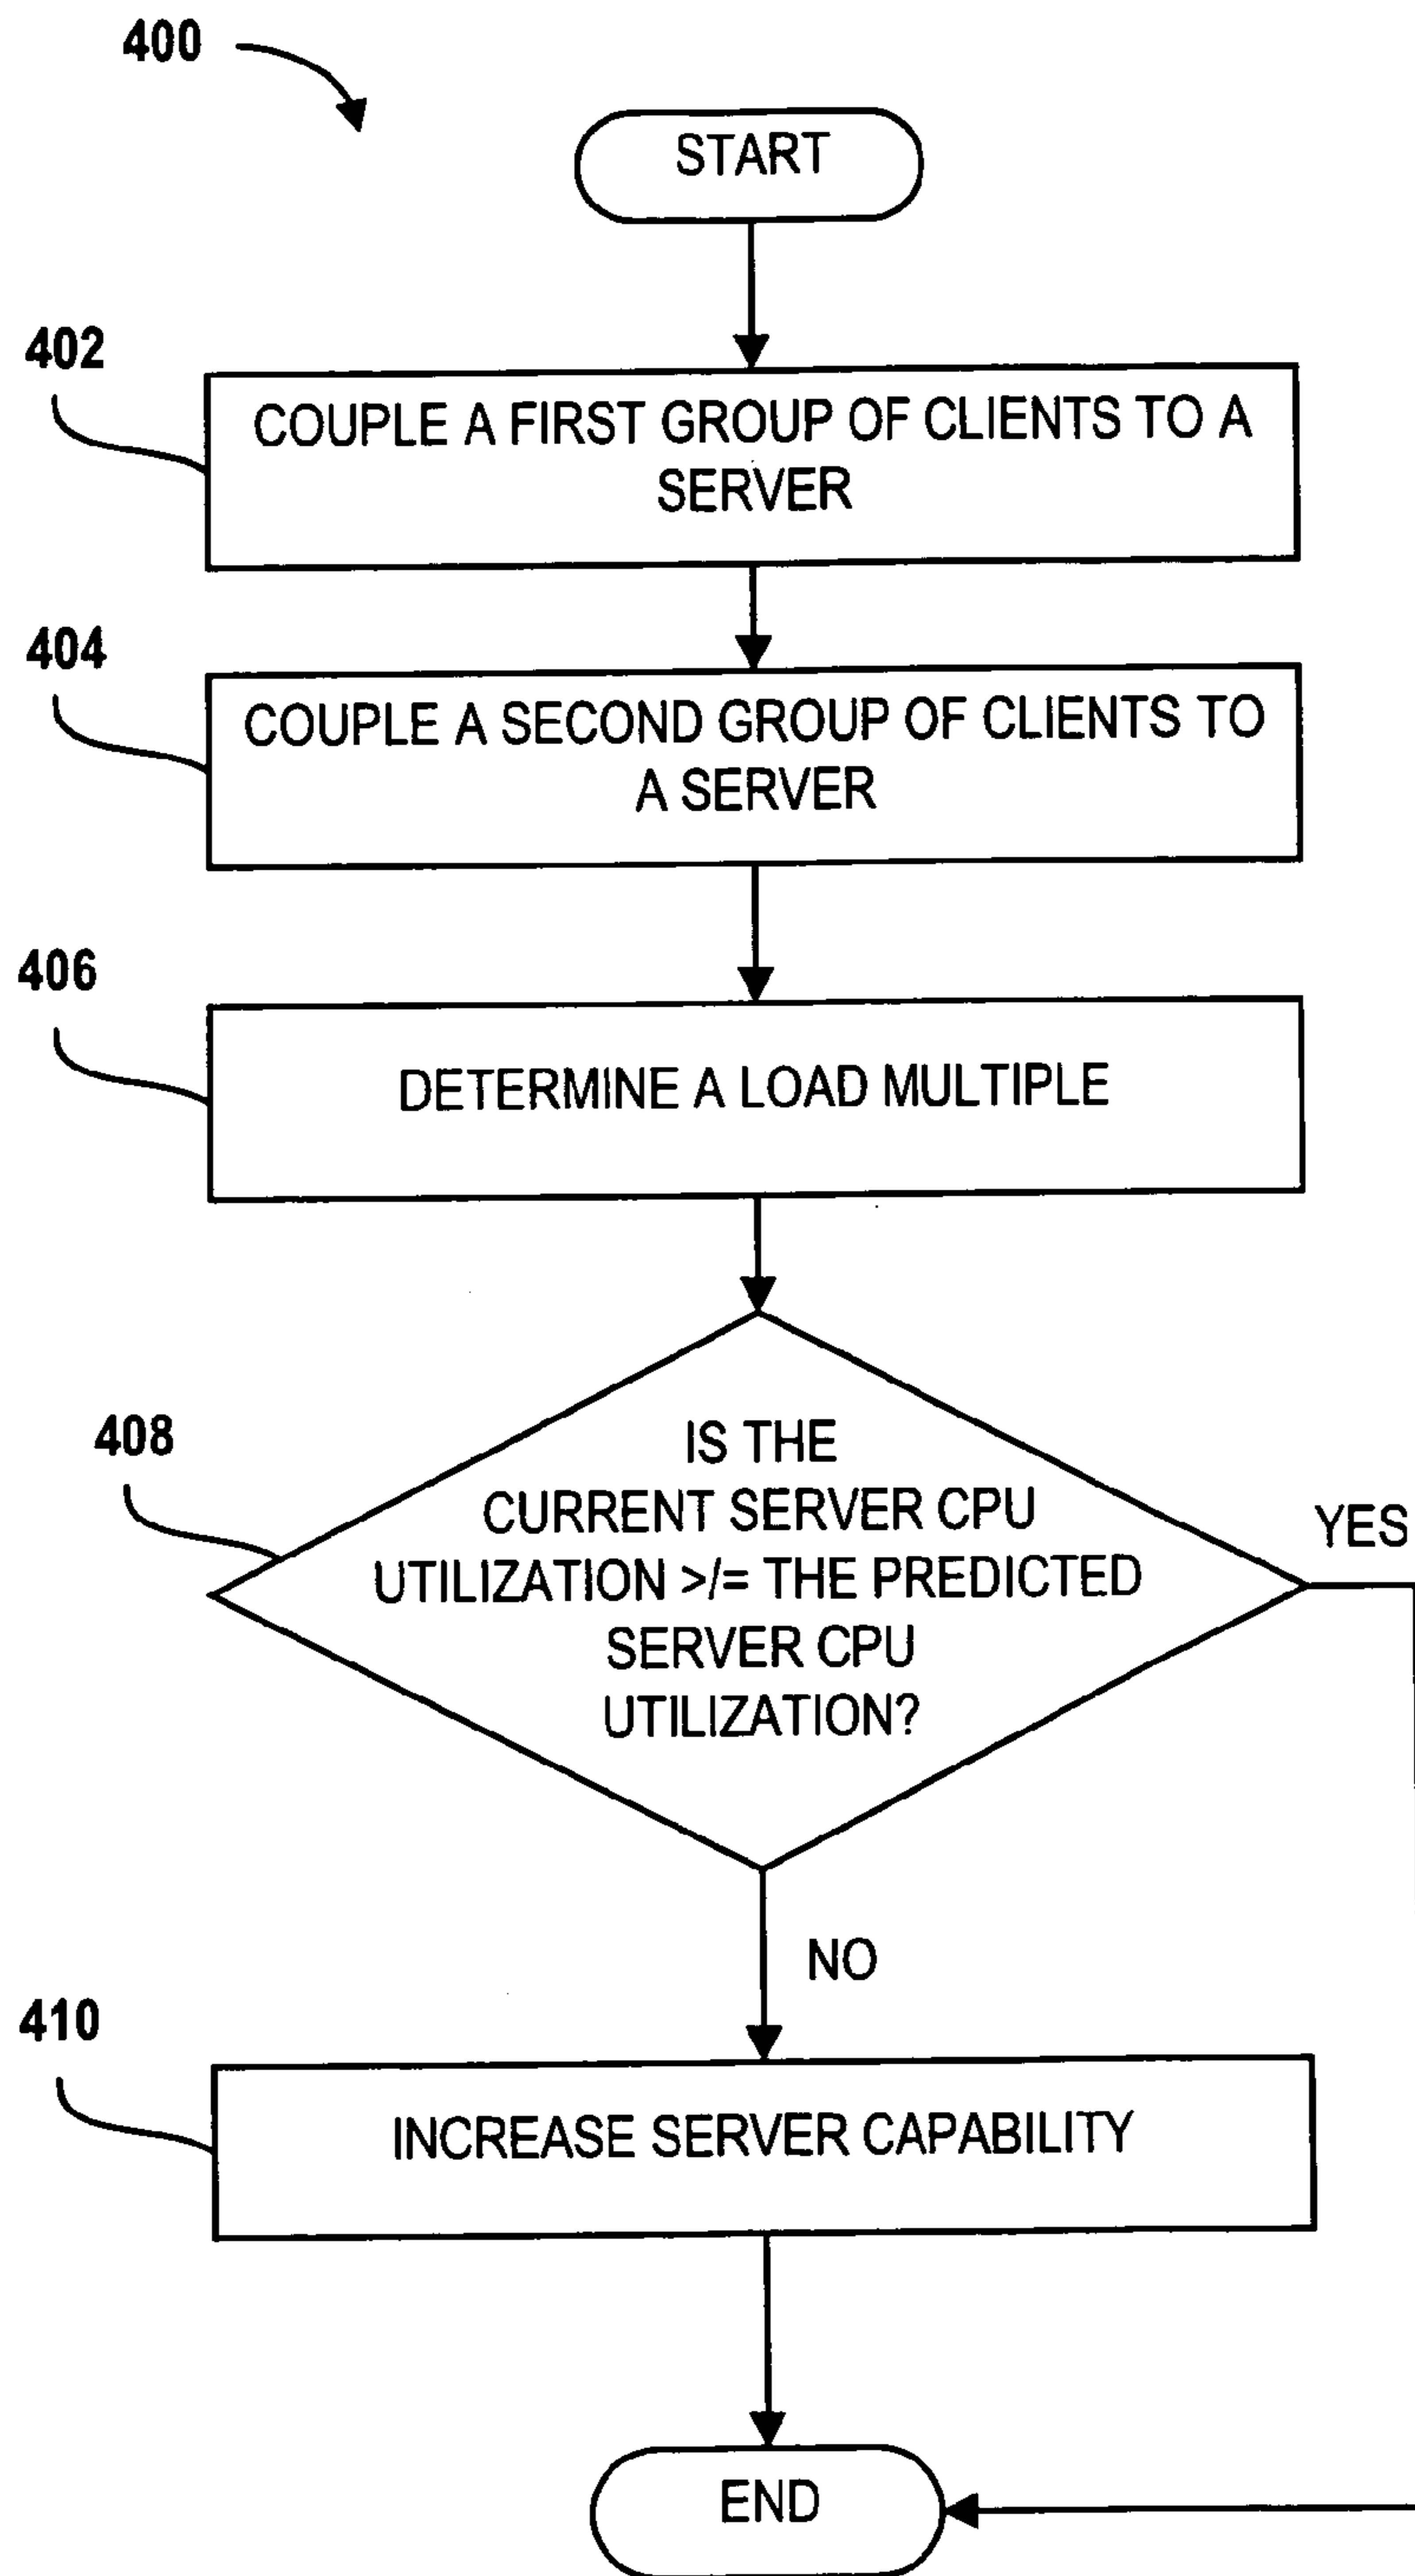 400
START
402
COUPLE A FIRST GROUP OF CLIENTS TO A
SERVER
404
COUPLE A SECOND GROUP OF CLIENTS TO
A SERVER
406
DETERMINE A LOAD MULTIPLE
408
IS THE
CURRENT SERVER CPU
UTILIZATION >/= THE PREDICTED
SERVER CPU
UTILIZATION?
YES
NO
410
INCREASE SERVER CAPABILITY
END